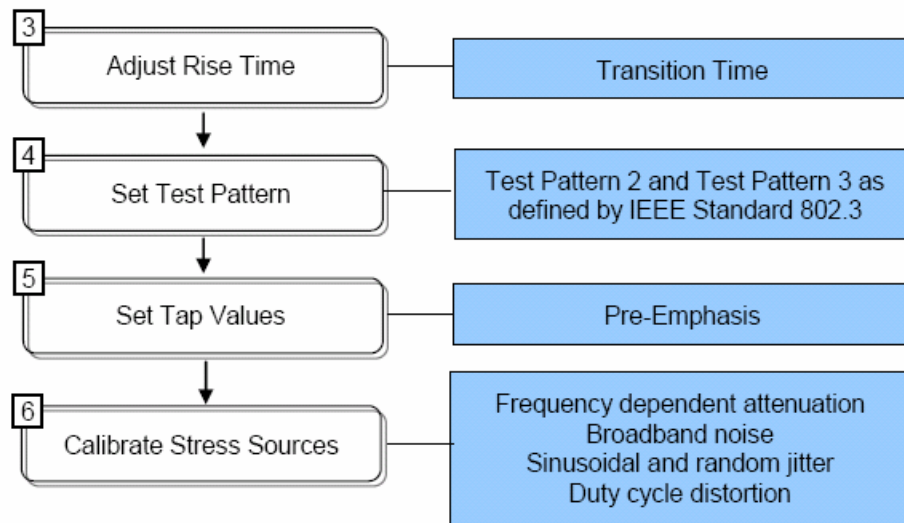 3
Adjust Rise Time
Transition Time
4
Set Test Pattern
Test Pattern 2 and Test Pattern 3 as
defined by IEEE Standard 802.3
5
Set Tap Values
Pre-Emphasis
6
Calibrate Stress Sources
Frequency dependent attenuation
Broadband noise
Sinusoidal and random jitter
Duty cycle distortion